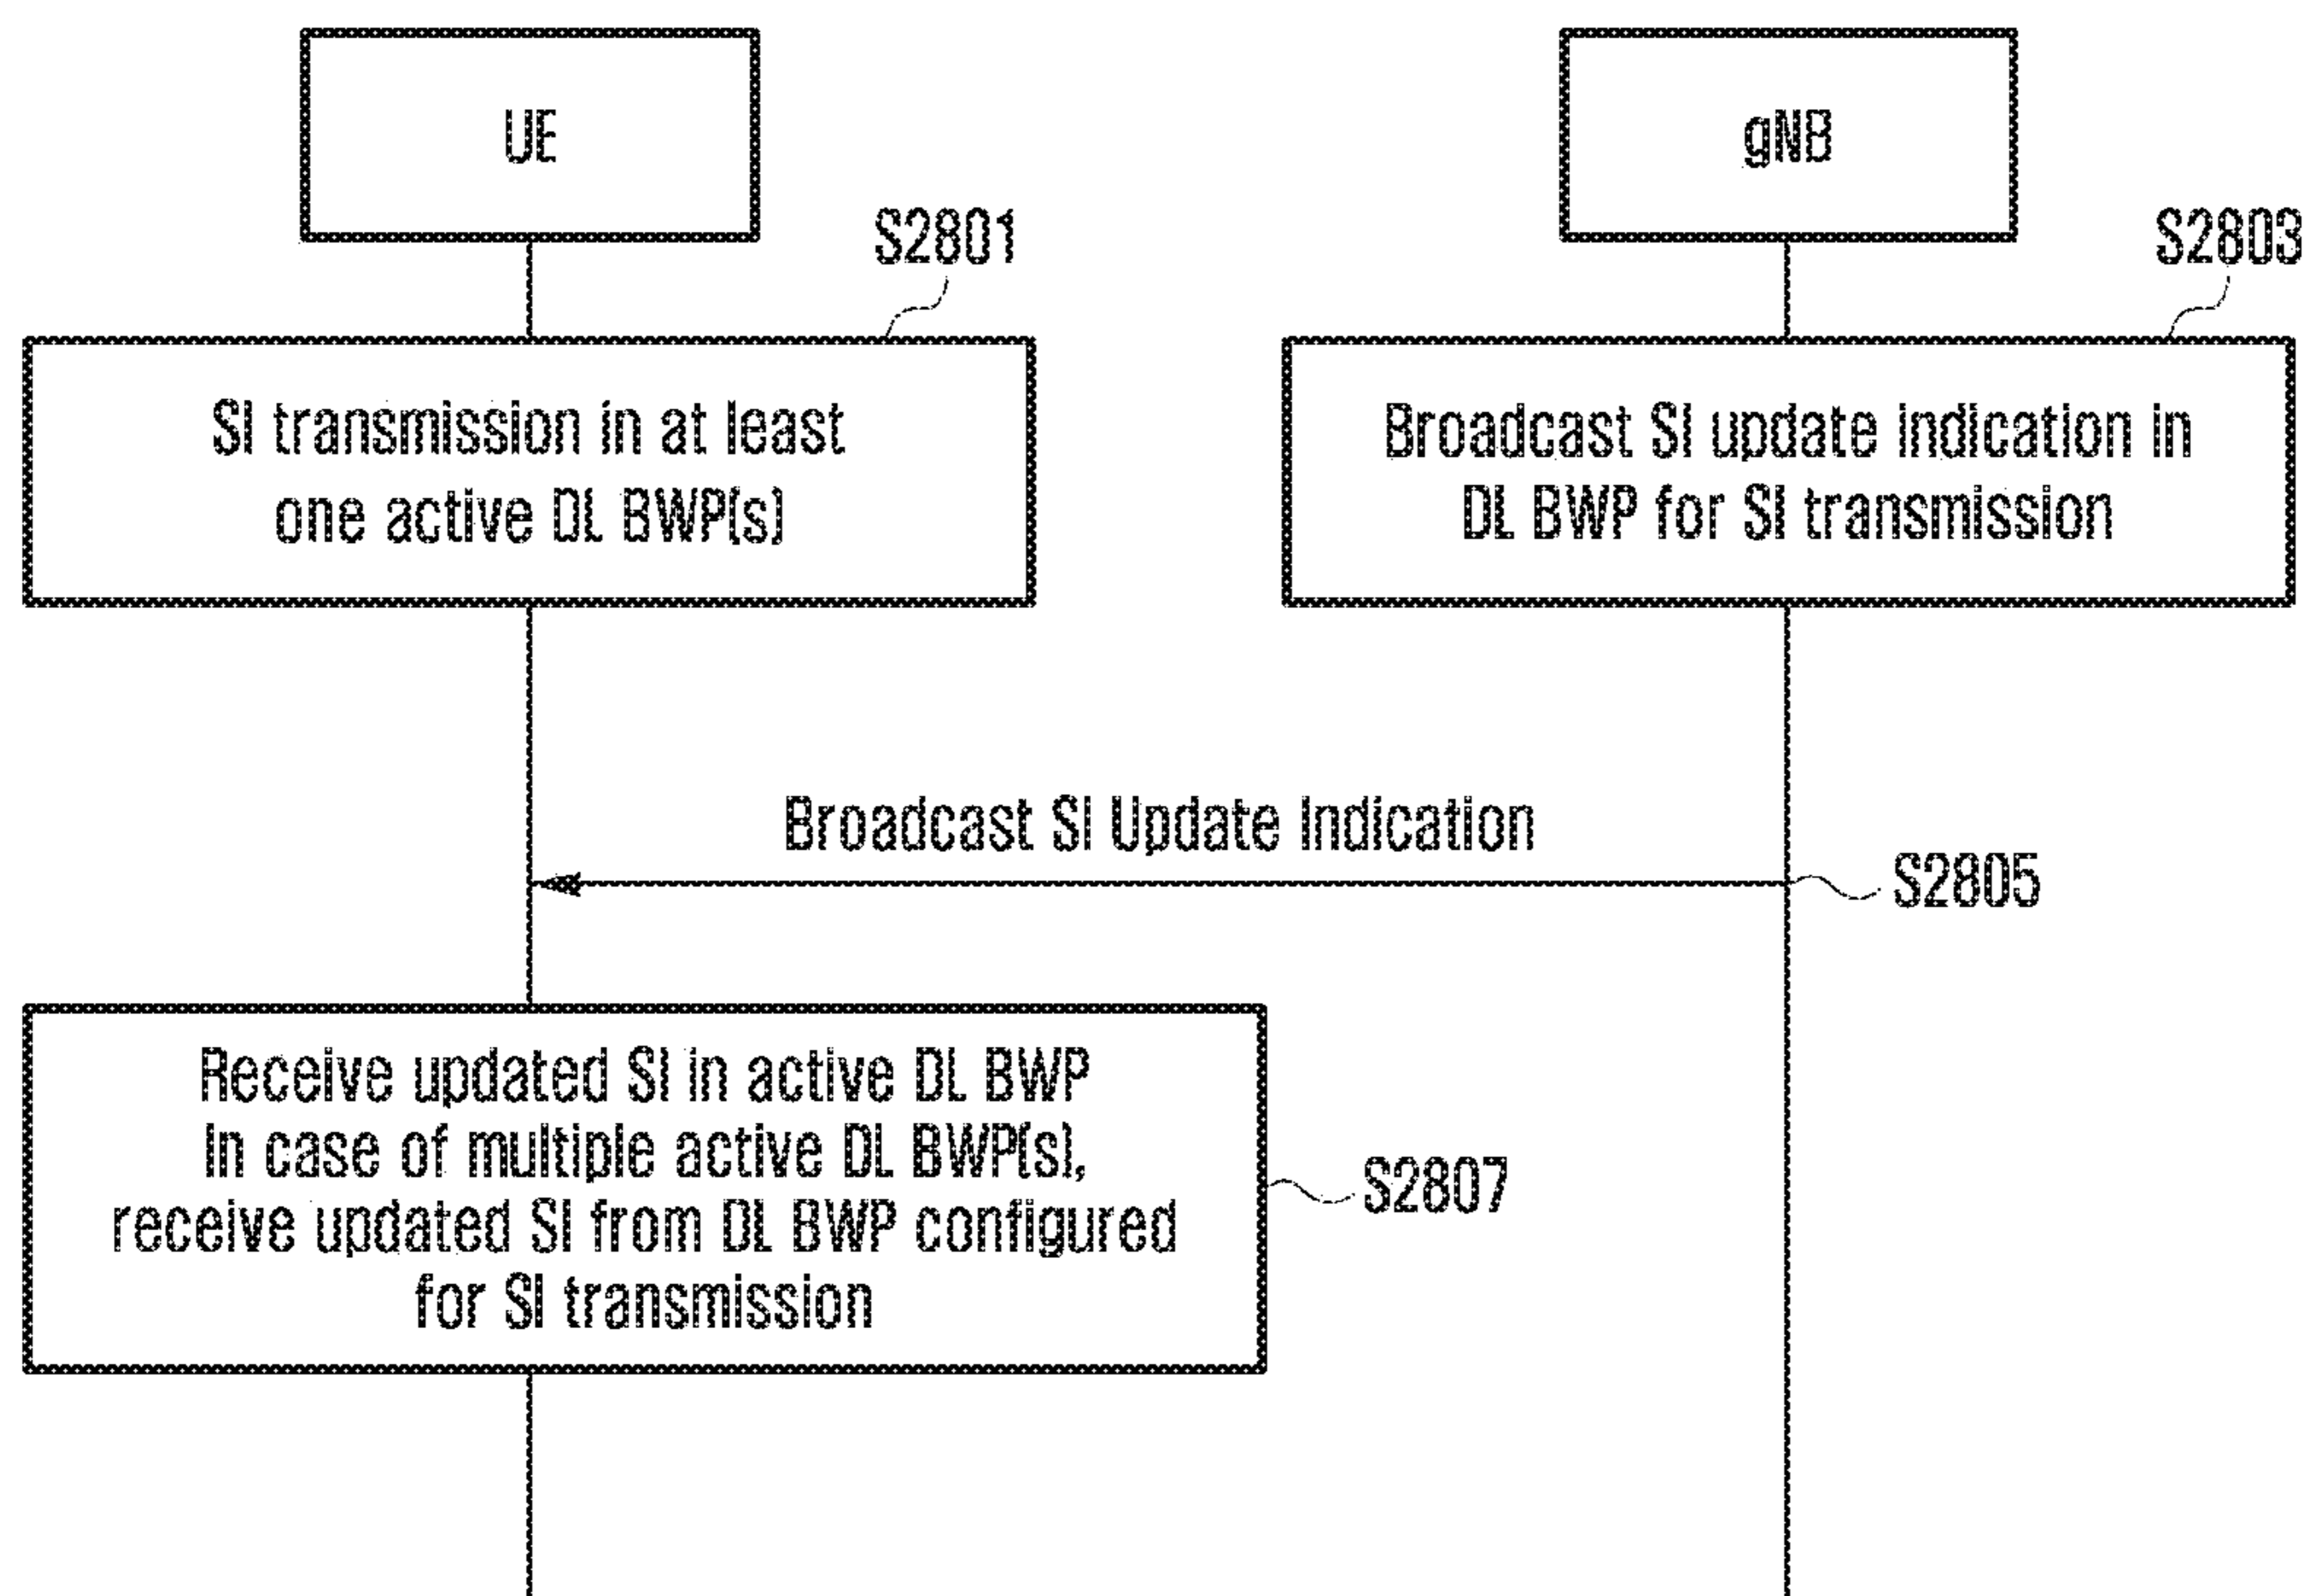 UE
gNB
S2801
S2803
SI transmission in at least
one active DL BWP(s)
Broadcast SI update indication in
DL BWP for SI transmission
Broadcast SI Update Indication
S2805
Receive updated SI in active DL BWP
In case of multiple active DL BWP(s),
receive updated SI from DL BWP configured
for SI transmission
S2807